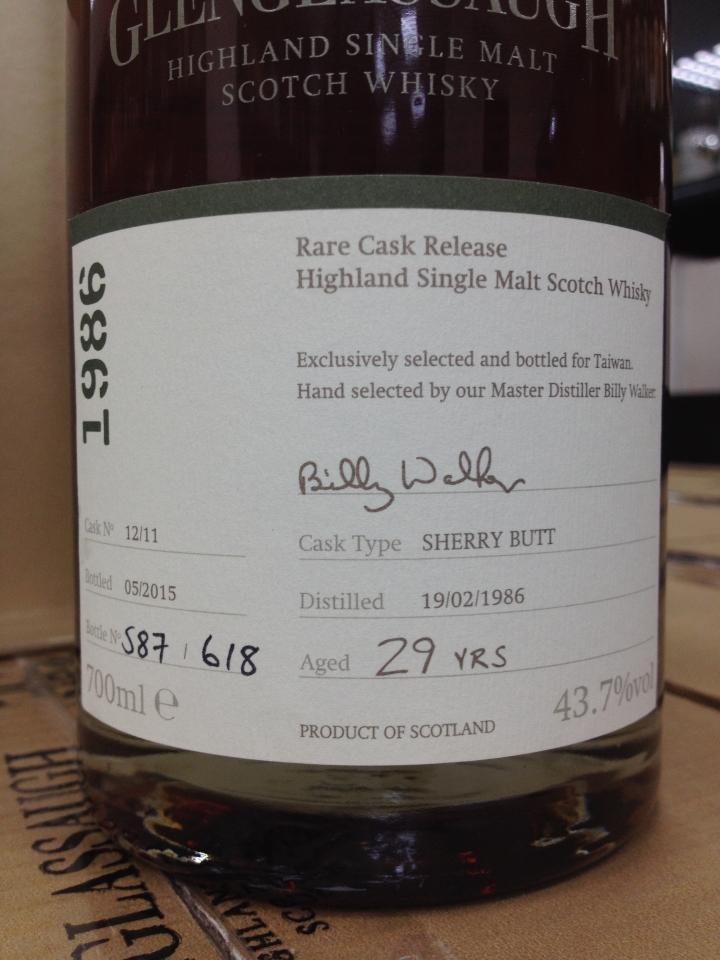 GLENGLASSAUGH
HIGHLAND SINGLE MALT
SCOTCH WHISKY
1986
Rare Cask Release
Highland Single Malt Scotch Whisky
Exclusively selected and bottled for Taiwan.
Hand selected by our Master Distiller Billy Walker.
Billy Walker
Cask Nº 12/11
Cask Type SHERRY BUTT
Bottled 05/2015
Distilled 19/02/1986
Bottle Nº 587 / 618
Aged 29 YRS
700ml e
43.7%vol
PRODUCT OF SCOTLAND
GLASSAUGH